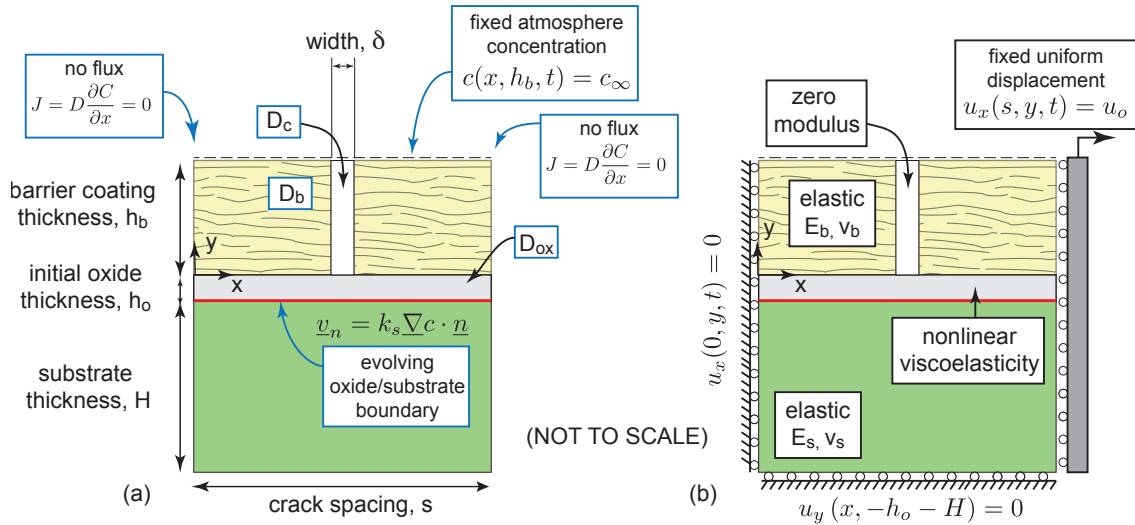 width, δ
fixed atmosphere
concentration
c(x, h_b, t) = c_∞
no flux
J = D ∂C/∂x = 0
D_c
no flux
J = D ∂C/∂x = 0
D_b
barrier coating
thickness, h_b
y
x
D_ox
initial oxide
thickness, h_o
v_n = k_s ∇c · n
evolving
oxide/substrate
boundary
substrate
thickness, H
(a)
crack spacing, s
(NOT TO SCALE)
fixed uniform
displacement
u_x(s, y, t) = u_o
zero
modulus
elastic
E_b, v_b
u_x(0, y, t) = 0
y
x
nonlinear
viscoelasticity
elastic
E_s, v_s
(b)
u_y (x, −h_o − H) = 0